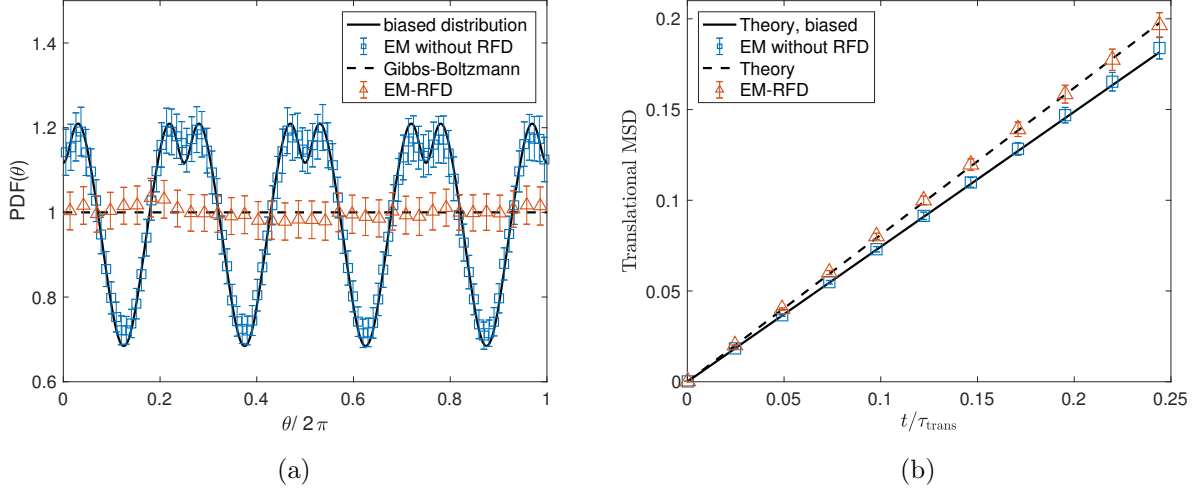 1.4
1.2
1
0.8
0.6
PDF(θ)
biased distribution
EM without RFD
Gibbs-Boltzmann
EM-RFD
0 0.2 0.4 0.6 0.8 1
θ/ 2 π
(a)
0.2
0.15
0.1
0.05
0
Translational MSD
Theory, biased
EM without RFD
Theory
EM-RFD
0 0.05 0.1 0.15 0.2 0.25
t/τtrans
(b)